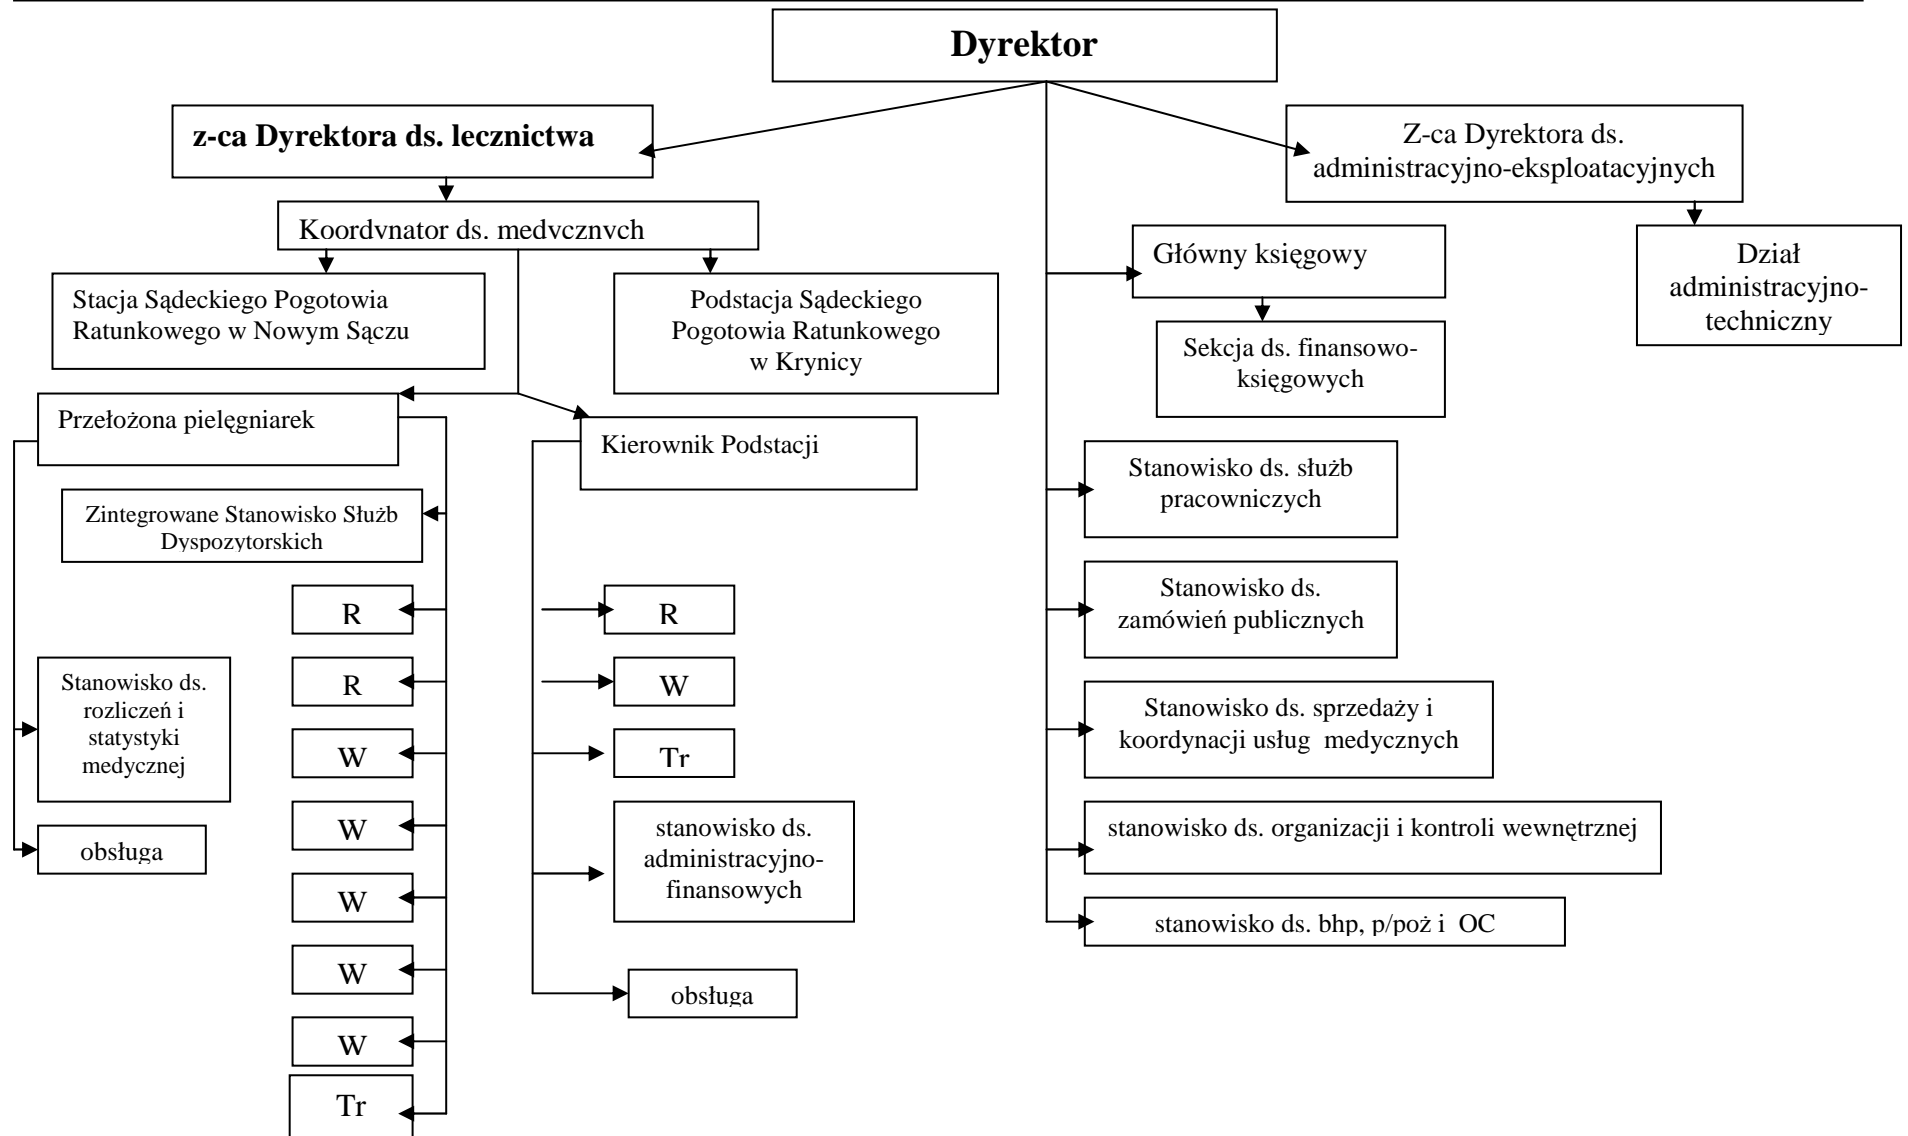 Dyrektor
z-ca Dyrektora ds. lecznictwa
Z-ca Dyrektora ds.
administracyjno-eksploatacyjnych
Koordynator ds. medycznych
Główny księgowy
Dział
administracyjno-
techniczny
Stacja Sądeckiego Pogotowia
Ratunkowego w Nowym Sączu
Podstacja Sądeckiego
Pogotowia Ratunkowego
w Krynicy
Sekcja ds. finansowo-
księgowych
Przełożona pielęgniarek
Kierownik Podstacji
Stanowisko ds. służb
pracowniczych
Zintegrowane Stanowisko Służb
Dyspozytorskich
R
R
Stanowisko ds.
zamówień publicznych
Stanowisko ds.
rozliczeń i
statystyki
medycznej
R
W
Stanowisko ds. sprzedaży i
koordynacji usług  medycznych
W
Tr
W
stanowisko ds.
administracyjno-
finansowych
stanowisko ds. organizacji i kontroli wewnętrznej
obsługa
W
stanowisko ds. bhp, p/poż i  OC
W
obsługa
W
Tr